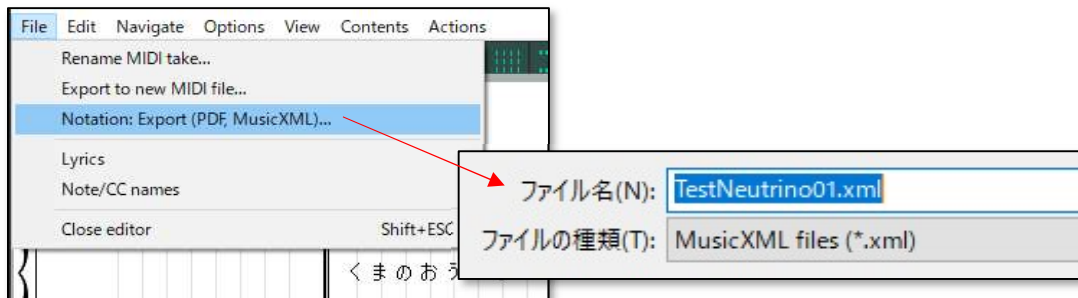 File Edit Navigate Options View Contents Actions
Rename MIDI take...
Export to new MIDI file...
Notation: Export (PDF, MusicXML)...
Lyrics
Note/CC names
Close editor Shift+ESC
くまのおう
ファイル名(N): TestNeutrino01.xml
ファイルの種類(T): MusicXML files (*.xml)